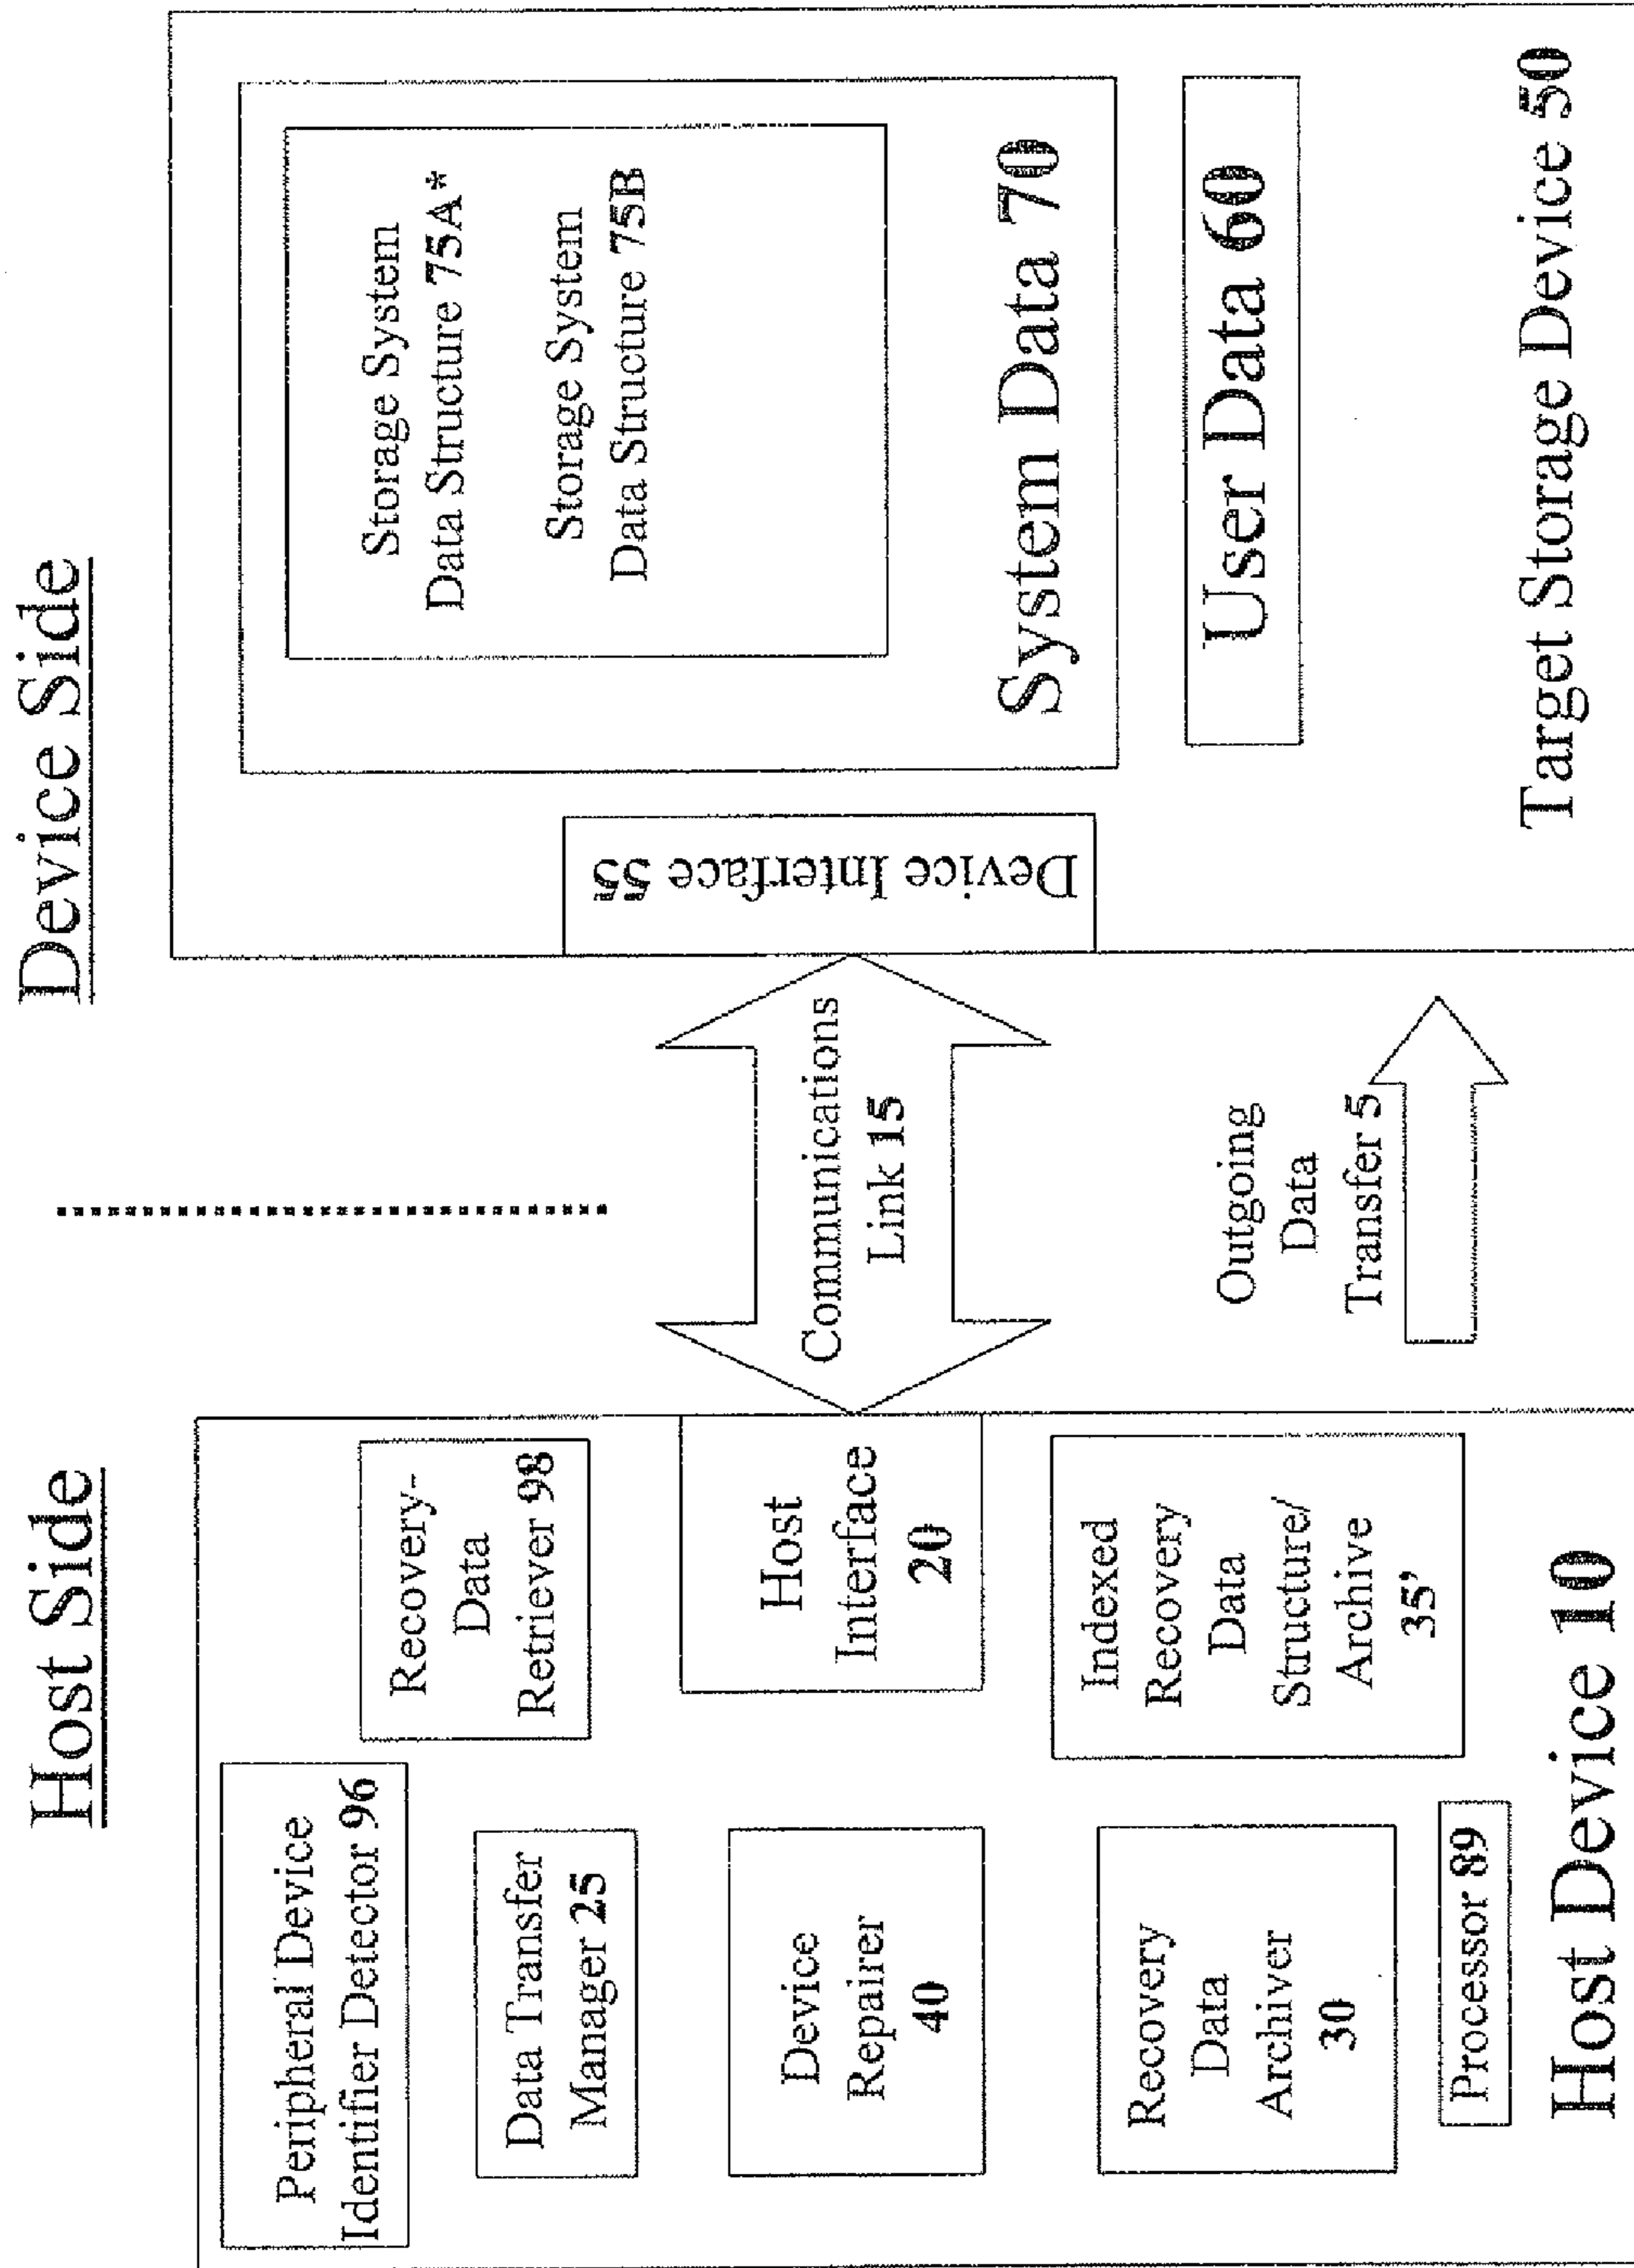 Host Side
Device Side
Peripheral Device
Identifier Detector 96
Recovery-
Data
Retriever 98
Data Transfer
Manager 25
Device
Repairer
40
Host
Interface
20
Recovery
Data
Archiver
30
Indexed
Recovery
Data
Structure/
Archive
35'
Processor 89
Host Device 10
Communications
Link 15
Outgoing
Data
Transfer 5
Device Interface 55
Storage System
Data Structure 75A*
Storage System
Data Structure 75B
System Data 70
User Data 60
Target Storage Device 50